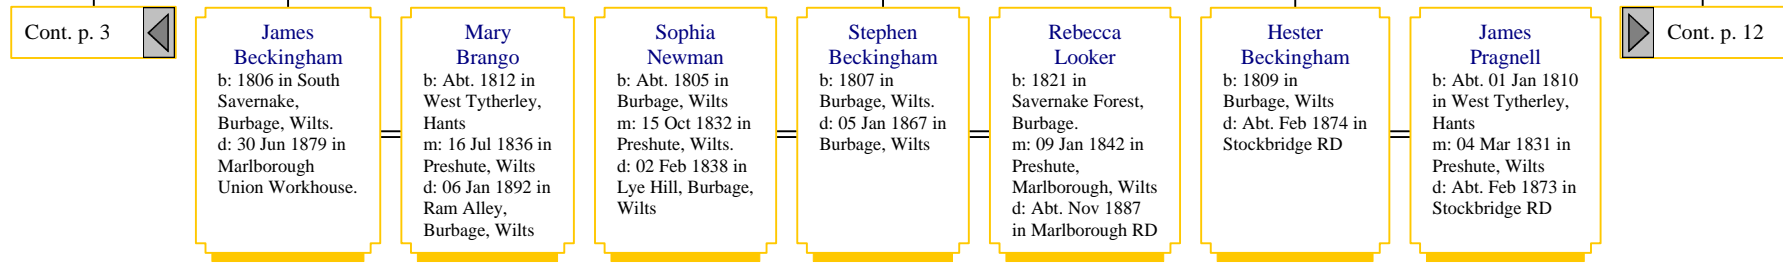 Cont. p. 3
James
Beckingham
b: 1806 in South
Savernake,
Burbage, Wilts.
d: 30 Jun 1879 in
Marlborough
Union Workhouse.
Mary
Brango
b: Abt. 1812 in
West Tytherley,
Hants
m: 16 Jul 1836 in
Preshute, Wilts
d: 06 Jan 1892 in
Ram Alley,
Burbage, Wilts
Sophia
Newman
b: Abt. 1805 in
Burbage, Wilts
m: 15 Oct 1832 in
Preshute, Wilts.
d: 02 Feb 1838 in
Lye Hill, Burbage,
Wilts
Stephen
Beckingham
b: 1807 in
Burbage, Wilts.
d: 05 Jan 1867 in
Burbage, Wilts
Rebecca
Looker
b: 1821 in
Savernake Forest,
Burbage.
m: 09 Jan 1842 in
Preshute,
Marlborough, Wilts
d: Abt. Nov 1887
in Marlborough RD
Hester
Beckingham
b: 1809 in
Burbage, Wilts
d: Abt. Feb 1874 in
Stockbridge RD
James
Pragnell
b: Abt. 01 Jan 1810
in West Tytherley,
Hants
m: 04 Mar 1831 in
Preshute, Wilts
d: Abt. Feb 1873 in
Stockbridge RD
Cont. p. 12